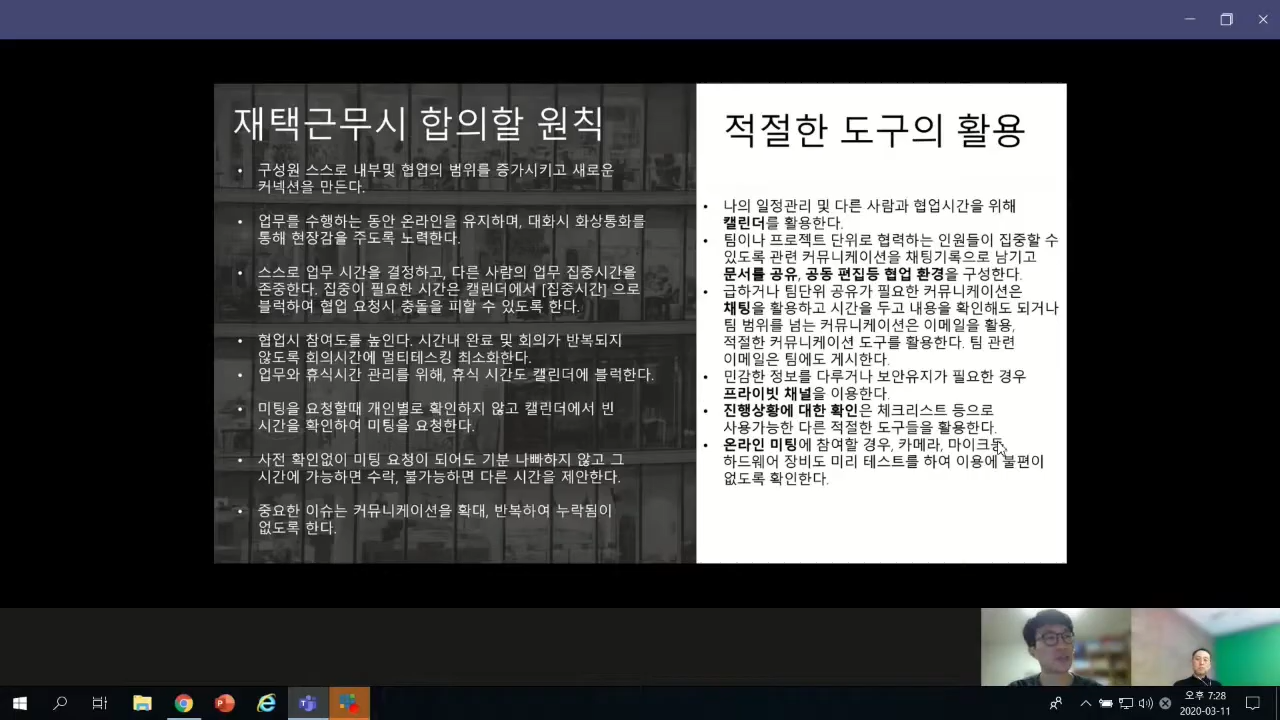 재택근무시 합의할 원칙
• 구성원 스스로 내부및 협업의 범위를 증가시키고 새로운
커넥션을 만든다.
• 업무를 수행하는 동안 온라인을 유지하며, 대화시 화상통화를
통해 현장감을 주도록 노력한다.
• 스스로 업무 시간을 결정하고, 다른 사람의 업무 집중시간을
존중한다. 집중이 필요한 시간은 캘린더에서 [집중시간] 으로
블럭하여 협업 요청시 충돌을 피할 수 있도록 한다.
• 협업시 참여도를 높인다. 시간내 완료 및 회의가 반복되지
않도록 회의시간에 멀티테스킹 최소화한다.
• 업무와 휴식시간 관리를 위해, 휴식 시간도 캘린더에 블럭한다.
• 미팅을 요청할때 개인별로 확인하지 않고 캘린더에서 빈
시간을 확인하여 미팅을 요청한다.
• 사전 확인없이 미팅 요청이 되어도 기분 나빠하지 않고 그
시간에 가능하면 수락, 불가능하면 다른 시간을 제안한다.
• 중요한 이슈는 커뮤니케이션을 확대, 반복하여 누락됨이
없도록 한다.
적절한 도구의 활용
• 나의 일정관리 및 다른 사람과 협업시간을 위해
캘린더를 활용한다.
• 팀이나 프로젝트 단위로 협력하는 인원들이 집중할 수
있도록 관련 커뮤니케이션을 채팅기록으로 남기고
문서를 공유, 공동 편집등 협업 환경을 구성한다.
• 급하거나 팀단위 공유가 필요한 커뮤니케이션은
채팅을 활용하고 시간을 두고 내용을 확인해도 되거나
팀 범위를 넘는 커뮤니케이션은 이메일을 활용,
적절한 커뮤니케이션 도구를 활용한다. 팀 관련
이메일은 팀에도 게시한다.
• 민감한 정보를 다루거나 보안유지가 필요한 경우
프라이빗 채널을 이용한다.
• 진행상황에 대한 확인은 체크리스트 등으로
사용가능한 다른 적절한 도구들을 활용한다.
• 온라인 미팅에 참여할 경우, 카메라, 마이크등
하드웨어 장비도 미리 테스트를 하여 이용에 불편이
없도록 확인한다.
오후 7:28
2020-03-11